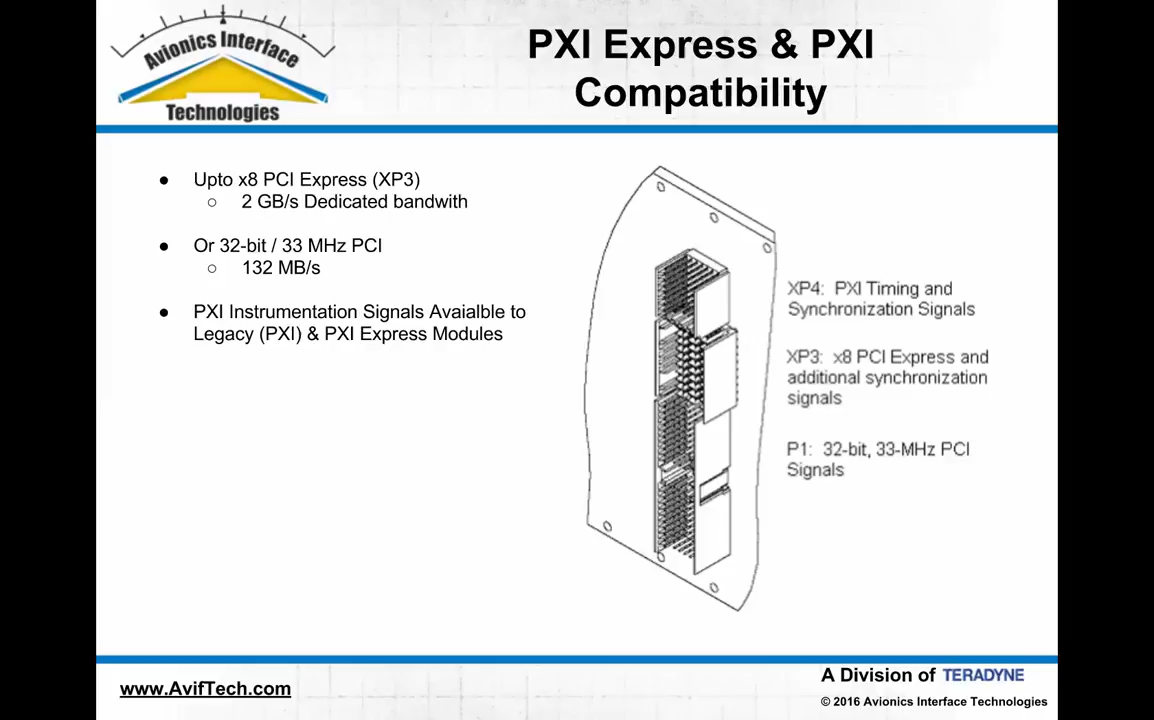 Avionics Interface
Technologies
PXI Express & PXI
Compatibility
● Upto x8 PCI Express (XP3)
○ 2 GB/s Dedicated bandwith
● Or 32-bit / 33 MHz PCI
○ 132 MB/s
● PXI Instrumentation Signals Avaialble to
Legacy (PXI) & PXI Express Modules
XP4: PXI Timing and
Synchronization Signals
XP3: x8 PCI Express and
additional synchronization
signals
P1: 32-bit, 33-MHz PCI
Signals
www.AvifTech.com
A Division of TERADYNE
© 2016 Avionics Interface Technologies